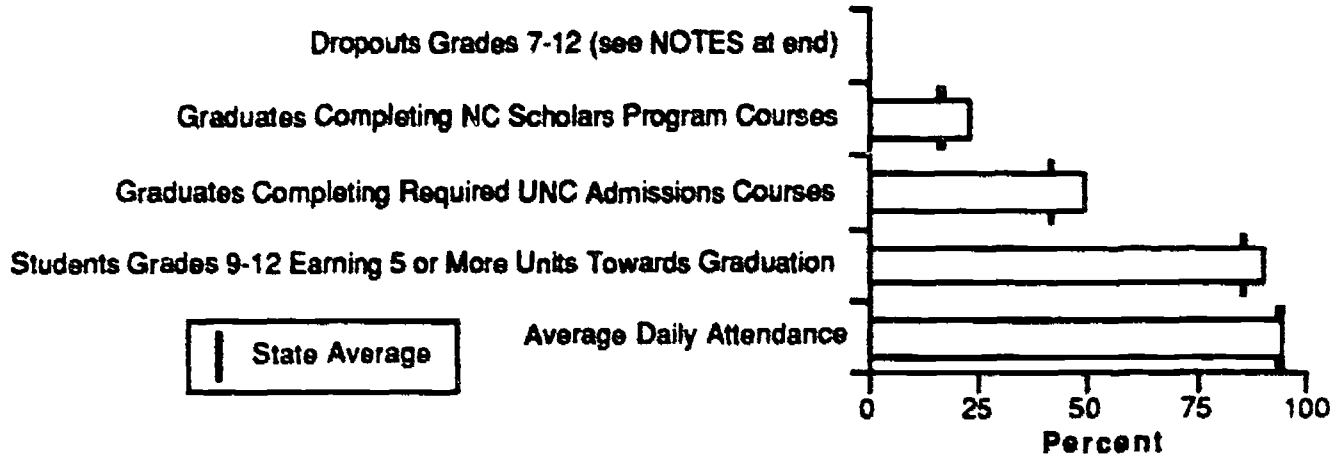 Dropouts Grades 7-12 (see NOTES at end)
Graduates Completing NC Scholars Program Courses
Graduates Completing Required UNC Admissions Courses
Students Grades 9-12 Earning 5 or More Units Towards Graduation
Average Daily Attendance
State Average
0 25 50 75 100
Percent